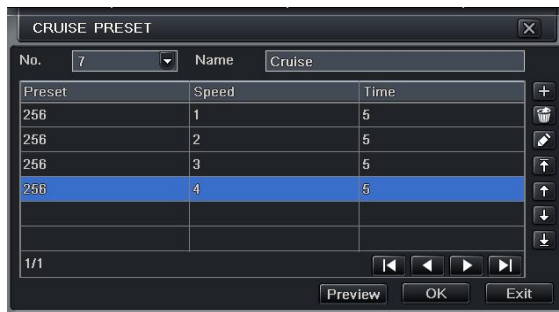 CRUISE PRESET
No. 7 Name Cruise
Preset Speed Time
256 1 5
256 2 5
256 3 5
256 4 5
1/1
Preview OK Exit